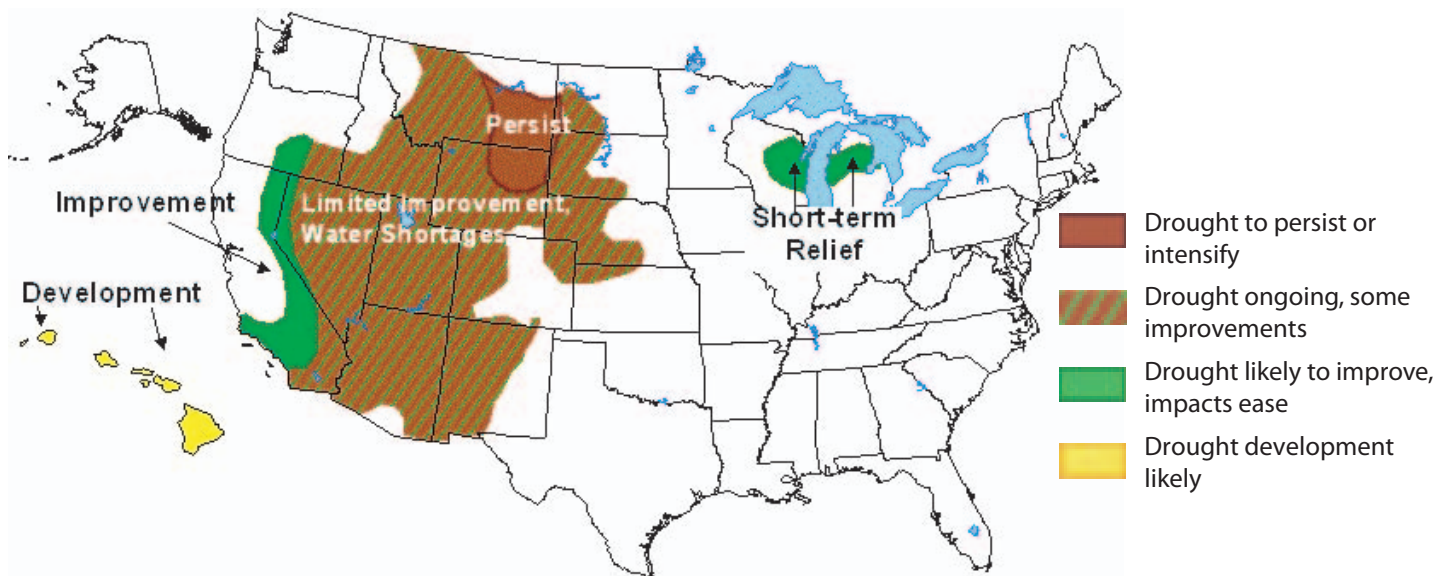 Persist
Improvement
Limited Improvement,
Water Shortages
Short-term
Relief
Development
Drought to persist or
intensify
Drought ongoing, some
improvements
Drought likely to improve,
impacts ease
Drought development
likely